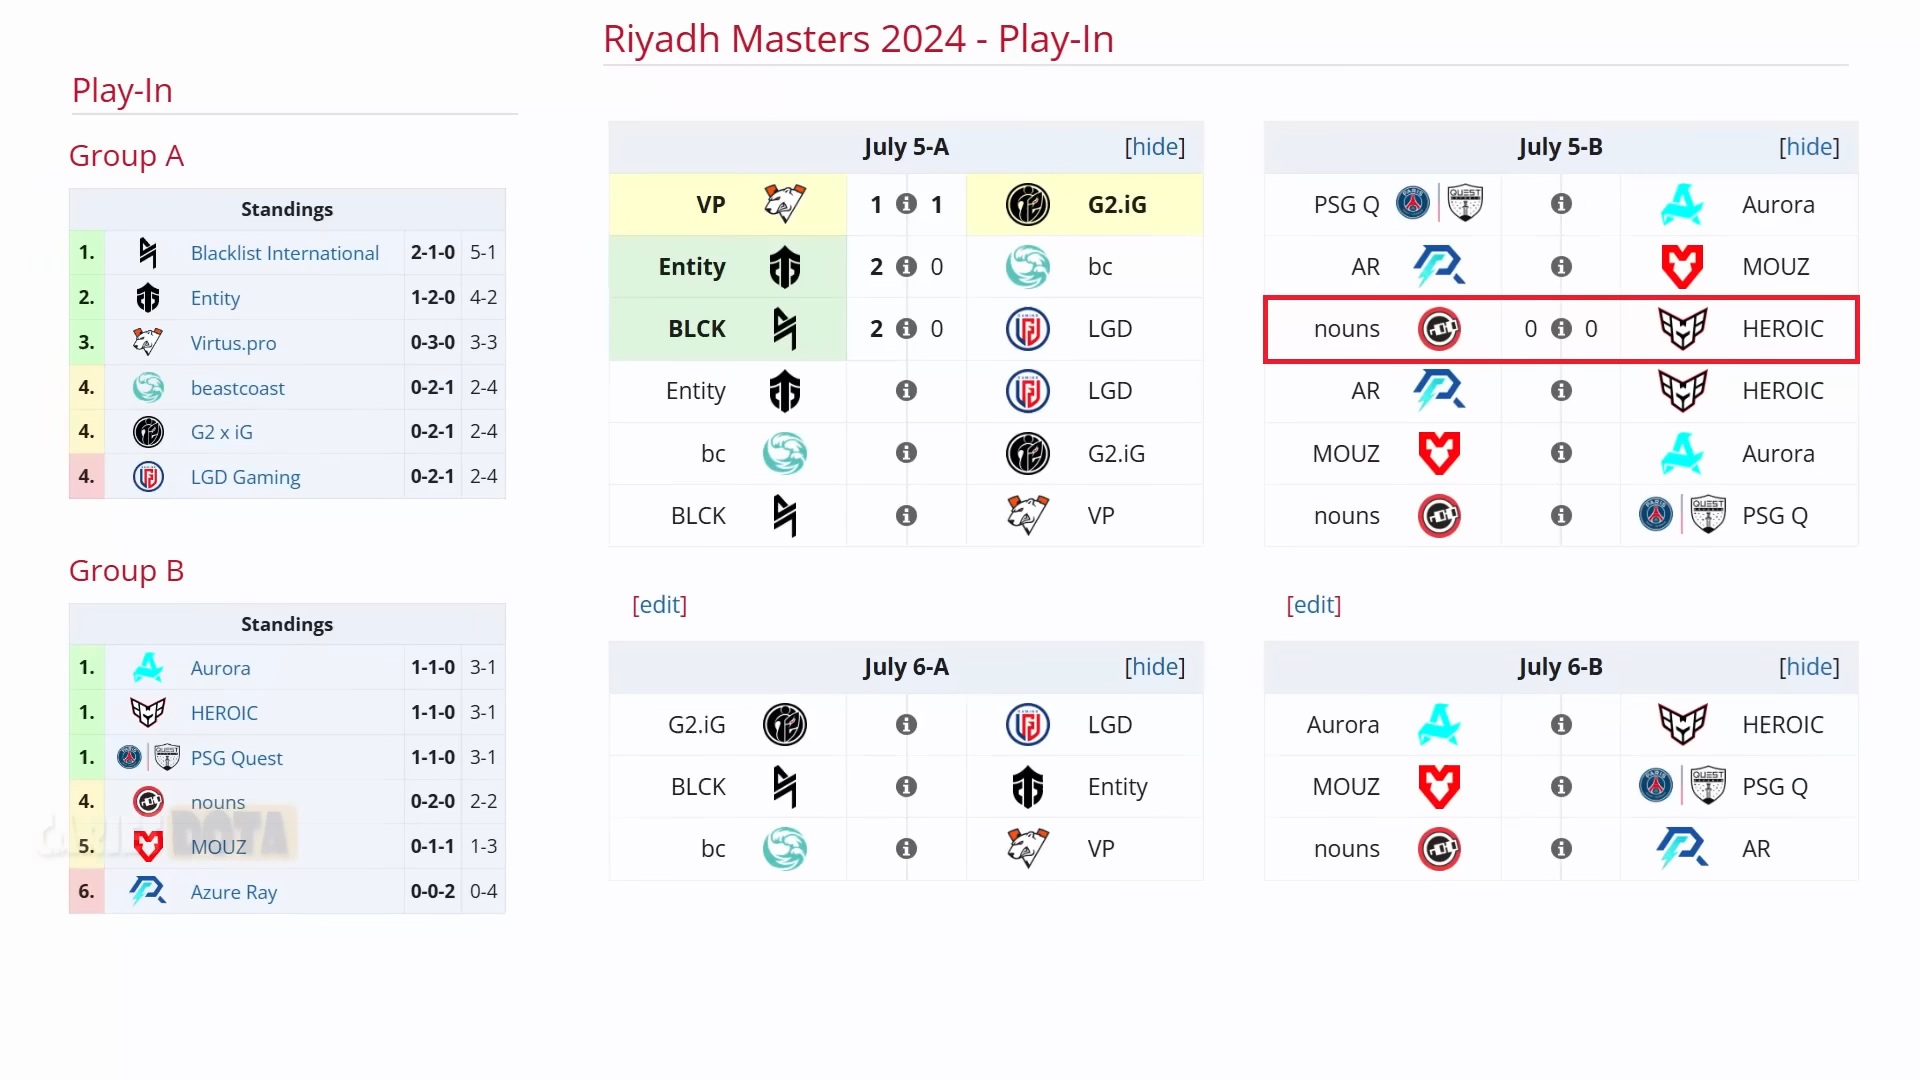 Riyadh Masters 2024 - Play-In
Play-In
Group A
Standings
1. Blacklist International 2-1-0 5-1
2. Entity 1-2-0 4-2
3. Virtus.pro 0-3-0 3-3
4. beastcoast 0-2-1 2-4
4. G2 x iG 0-2-1 2-4
4. LGD Gaming 0-2-1 2-4
Group B
Standings
1. Aurora 1-1-0 3-1
1. HEROIC 1-1-0 3-1
1. PSG Quest 1-1-0 3-1
4. nouns 0-2-0 2-2
5. MOUZ 0-1-1 1-3
6. Azure Ray 0-0-2 0-4
July 5-A [hide]
VP 1 1 G2.iG
Entity 2 0 bc
BLCK 2 0 LGD
Entity LGD
bc G2.iG
BLCK VP
[edit]
July 6-A [hide]
G2.iG LGD
BLCK Entity
bc VP
July 5-B [hide]
PSG Q Aurora
AR MOUZ
nouns 0 0 HEROIC
AR HEROIC
MOUZ Aurora
nouns PSG Q
[edit]
July 6-B [hide]
Aurora HEROIC
MOUZ PSG Q
nouns AR
DOTA